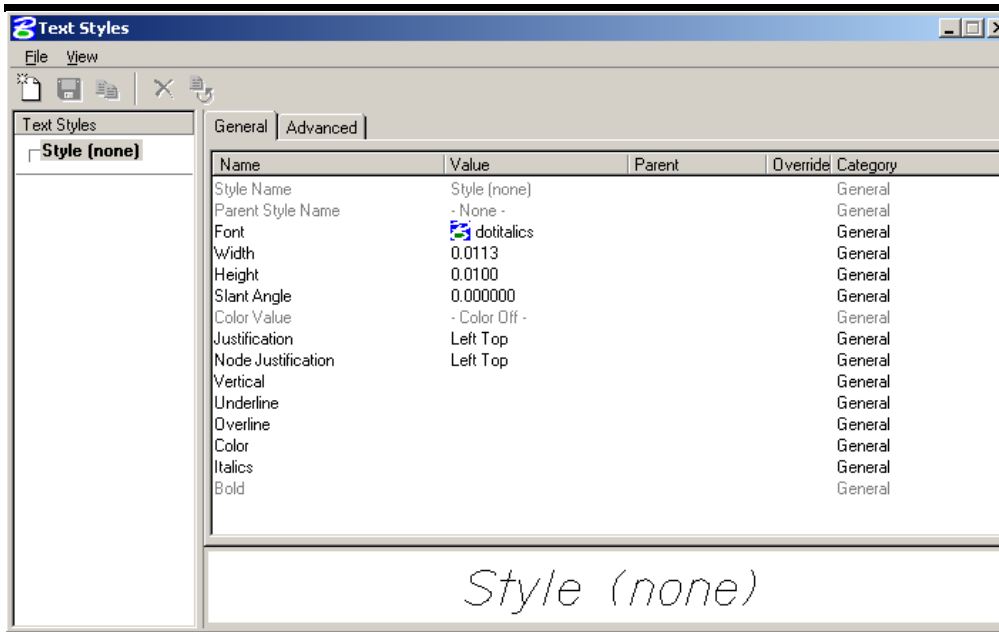 Text Styles
File View
Text Styles
Style (none)
General Advanced
Name Value Parent Override Category
Style Name Style (none) General
Parent Style Name - None - General
Font dotitalics General
Width 0.0113 General
Height 0.0100 General
Slant Angle 0.000000 General
Color Value - Color Off - General
Justification Left Top General
Node Justification Left Top General
Vertical General
Underline General
Overline General
Color General
Italics General
Bold General
Style (none)